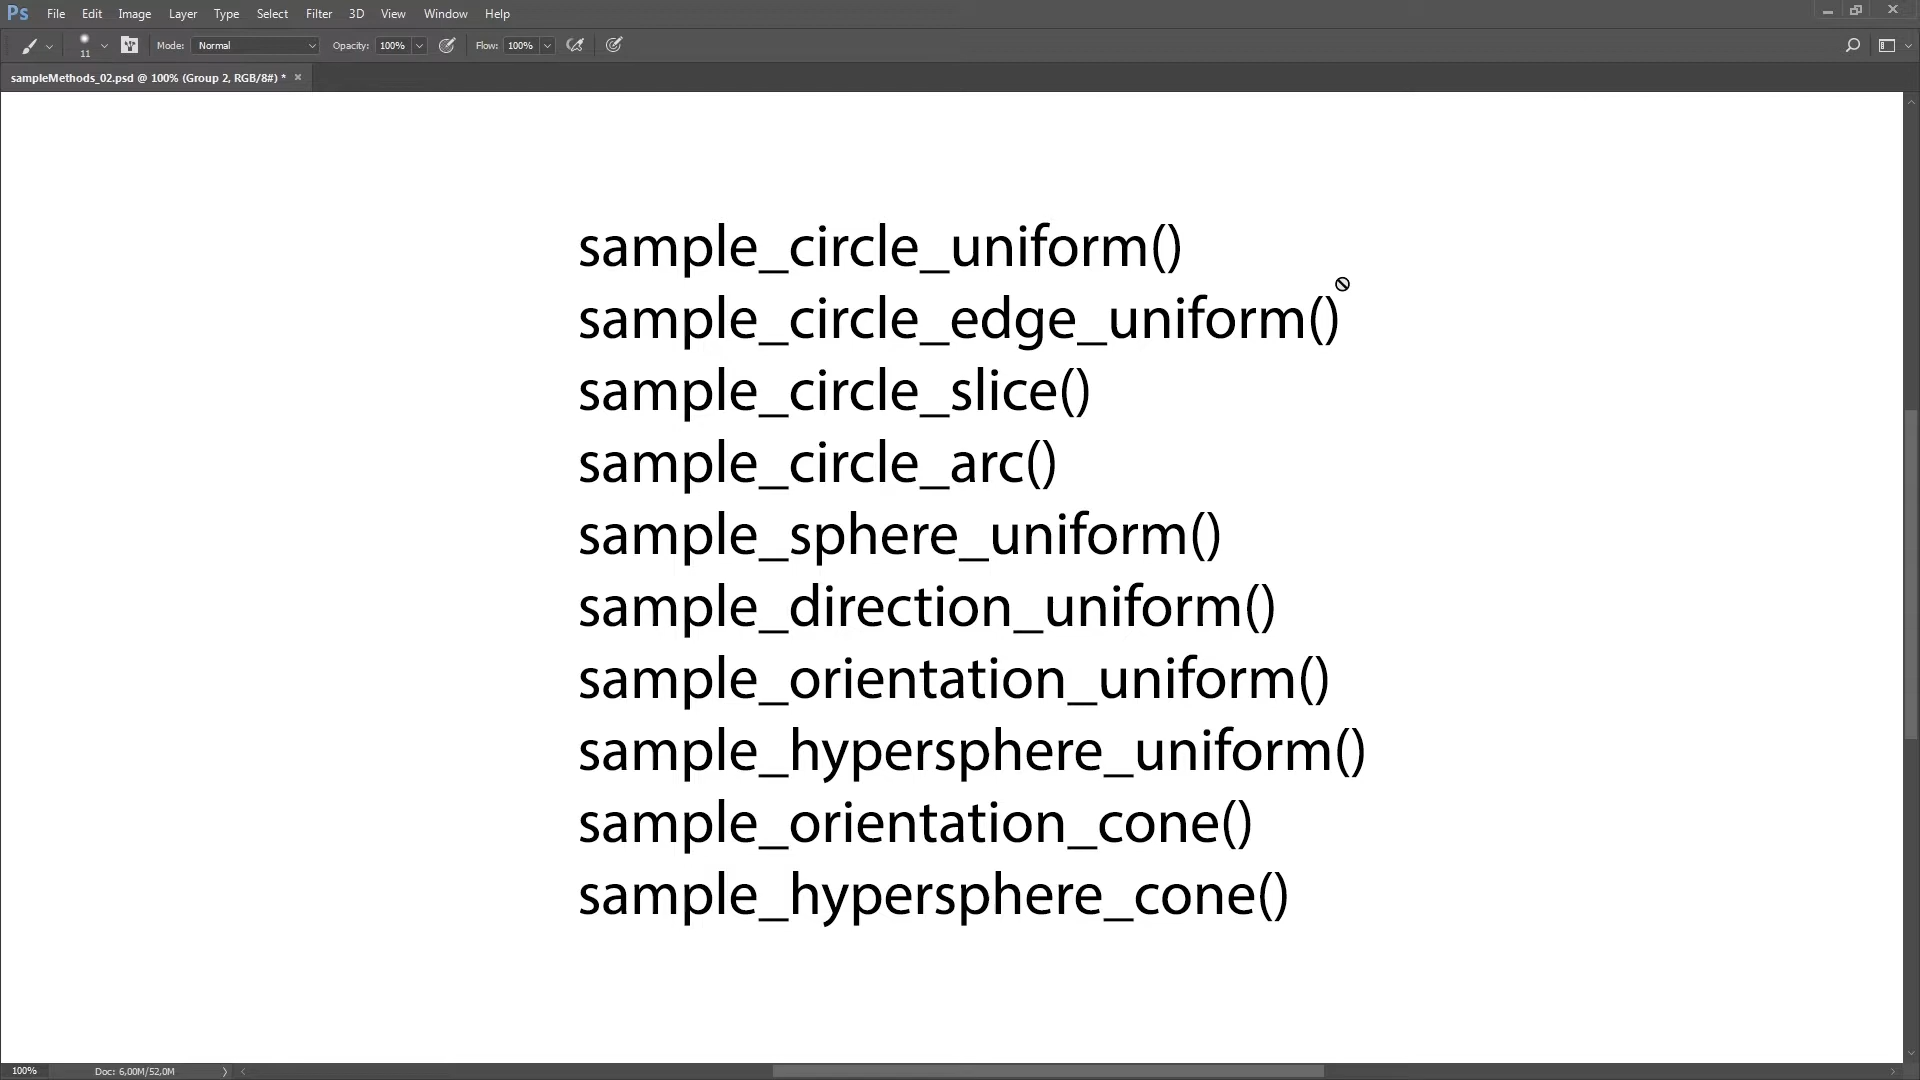 Ps File Edit Image Layer Type Select Filter 3D View Window Help
11 Mode: Normal Opacity: 100% Flow: 100%
sampleMethods_02.psd @ 100% (Group 2, RGB/8#) * ×
sample_circle_uniform()
sample_circle_edge_uniform()
sample_circle_slice()
sample_circle_arc()
sample_sphere_uniform()
sample_direction_uniform()
sample_orientation_uniform()
sample_hypersphere_uniform()
sample_orientation_cone()
sample_hypersphere_cone()
100% Doc: 6,00M/52,0M